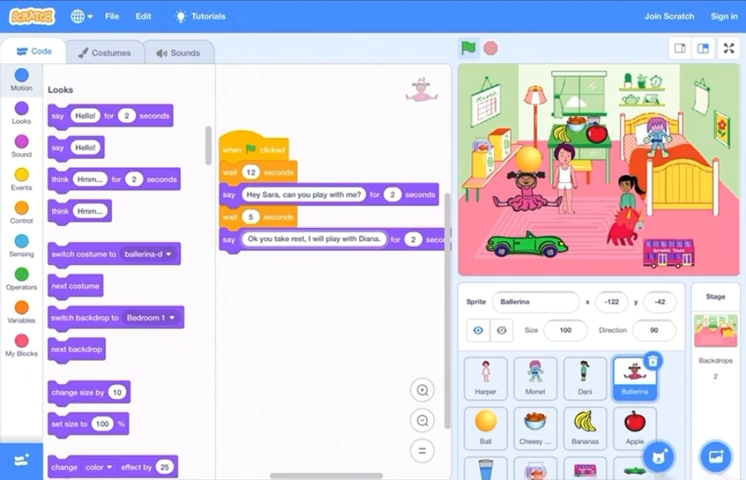 SCRATCH
File
Edit
Tutorials
Join Scratch
Sign in
Code
Costumes
Sounds
Motion
Looks
Sound
Events
Control
Sensing
Operators
Variables
My Blocks
Looks
say Hello! for 2 seconds
say Hello!
think Hmm... for 2 seconds
think Hmm...
switch costume to ballerina-d
next costume
switch backdrop to Bedroom 1
next backdrop
change size by 10
set size to 100 %
change color effect by 25
when clicked
wait 12 seconds
say Hey Sara, can you play with me? for 2 seconds
wait 5 seconds
say Ok you take rest, I will play with Diana. for 2 secon
SCRATCH TOURS
Sprite Ballerina x -122 y -42
Size 100 Direction 90
Harper
Monet
Dani
Ballerina
Ball
Cheesy ...
Bananas
Apple
Stage
Backdrops
2